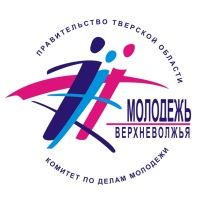 ПРАВИТЕЛЬСТВО ТВЕРСКОЙ ОБЛАСТИ
МОЛОДЕЖЬ
ВЕРХНЕВОЛЖЬЯ
КОМИТЕТ ПО ДЕЛАМ МОЛОДЕЖИ